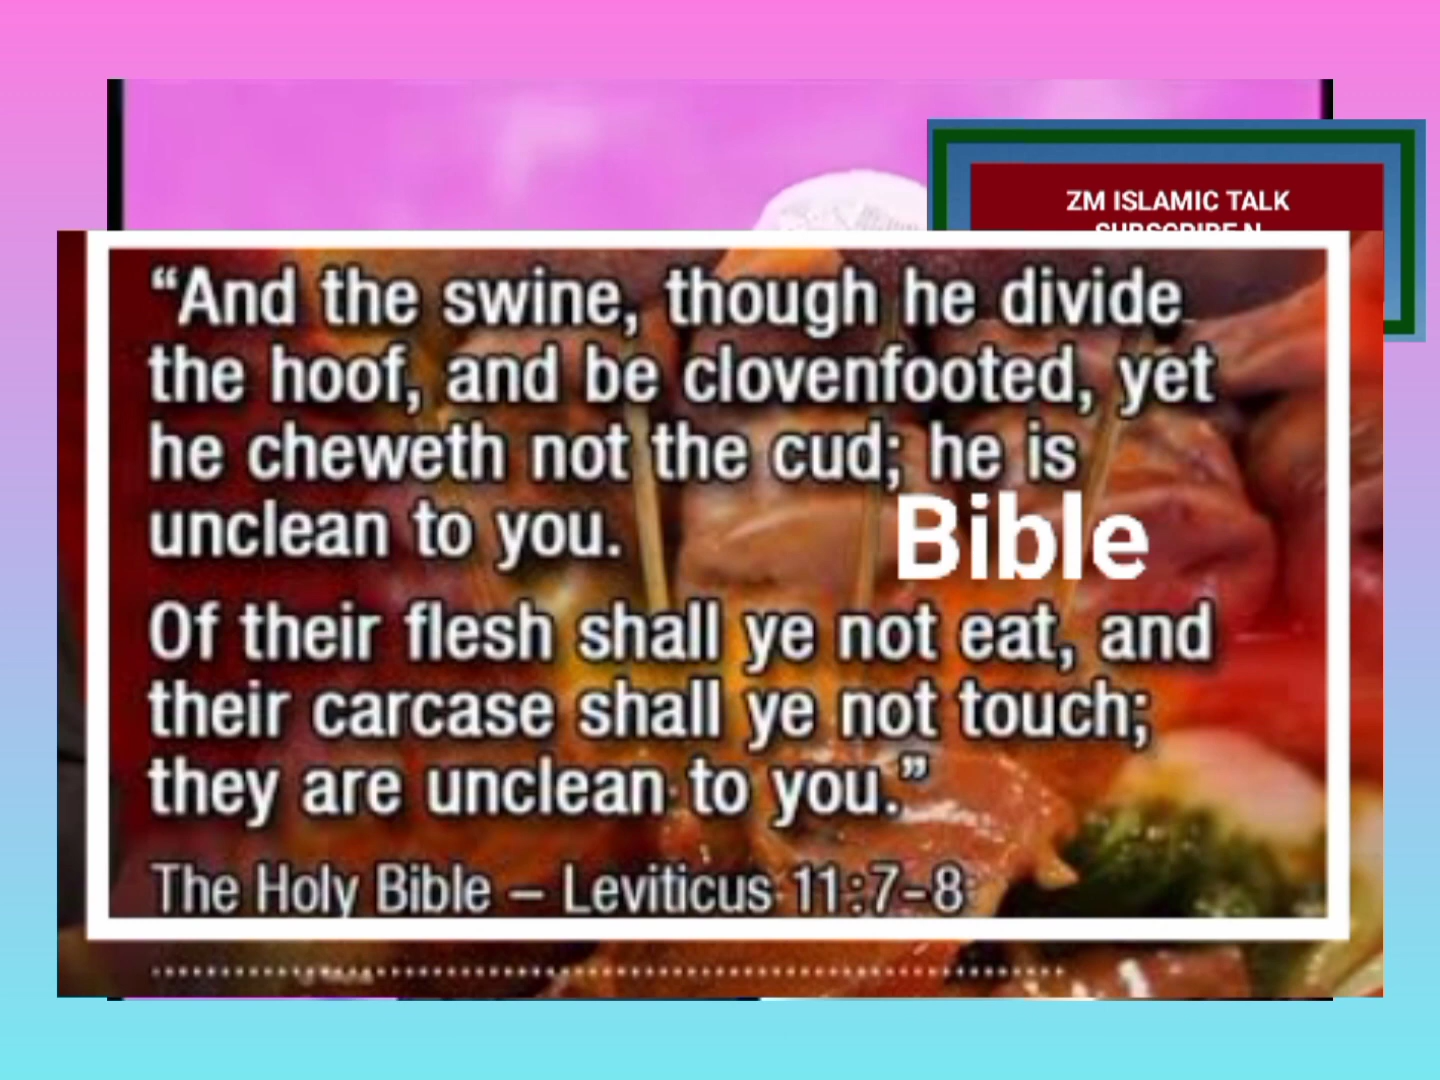 ZM ISLAMIC TALK
SUBSCRIBE N
“And the swine, though he divide
the hoof, and be clovenfooted, yet
he cheweth not the cud; he is
unclean to you.
Bible
Of their flesh shall ye not eat, and
their carcase shall ye not touch;
they are unclean to you.”
The Holy Bible – Leviticus 11:7-8